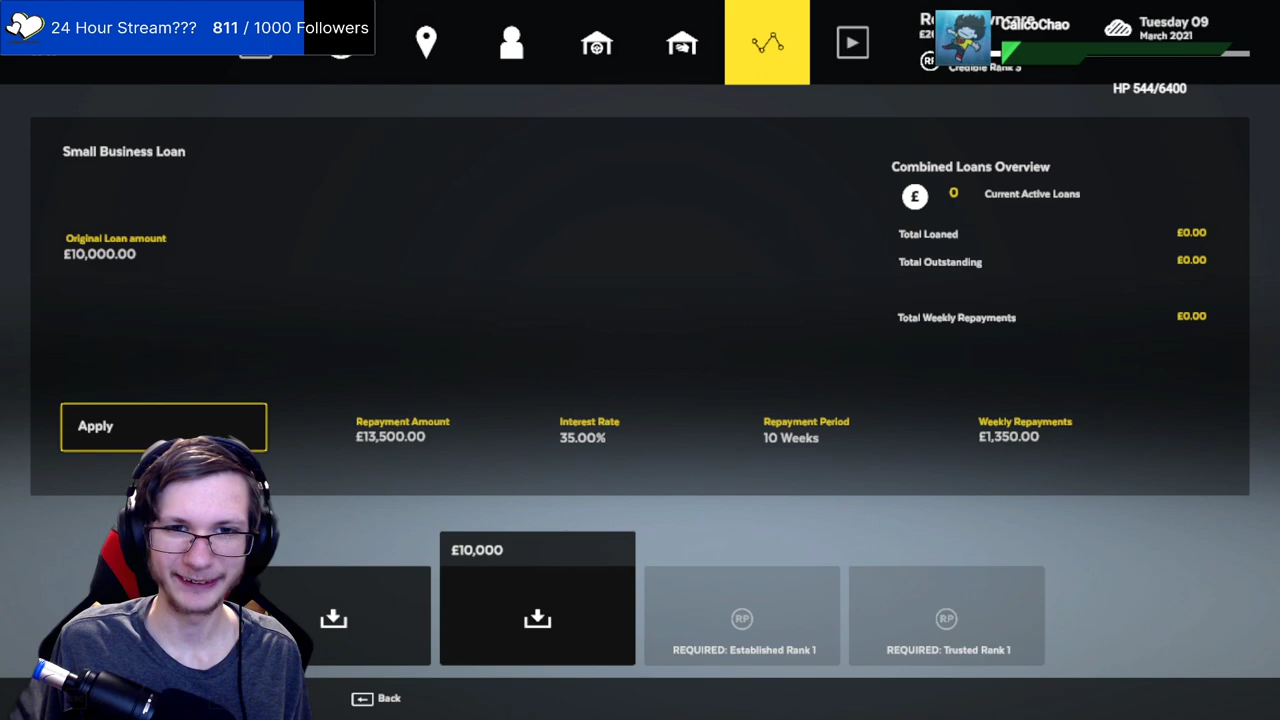 24 Hour Stream??? 811 / 1000 Followers
CalicoChao
Tuesday 09
March 2021
Credible Rank 3
HP 544/6400
Small Business Loan
Combined Loans Overview
£ 0 Current Active Loans
Original Loan amount
£10,000.00
Total Loaned £0.00
Total Outstanding £0.00
Total Weekly Repayments £0.00
Apply
Repayment Amount
£13,500.00
Interest Rate
35.00%
Repayment Period
10 Weeks
Weekly Repayments
£1,350.00
£10,000
RP
REQUIRED: Established Rank 1
RP
REQUIRED: Trusted Rank 1
Back